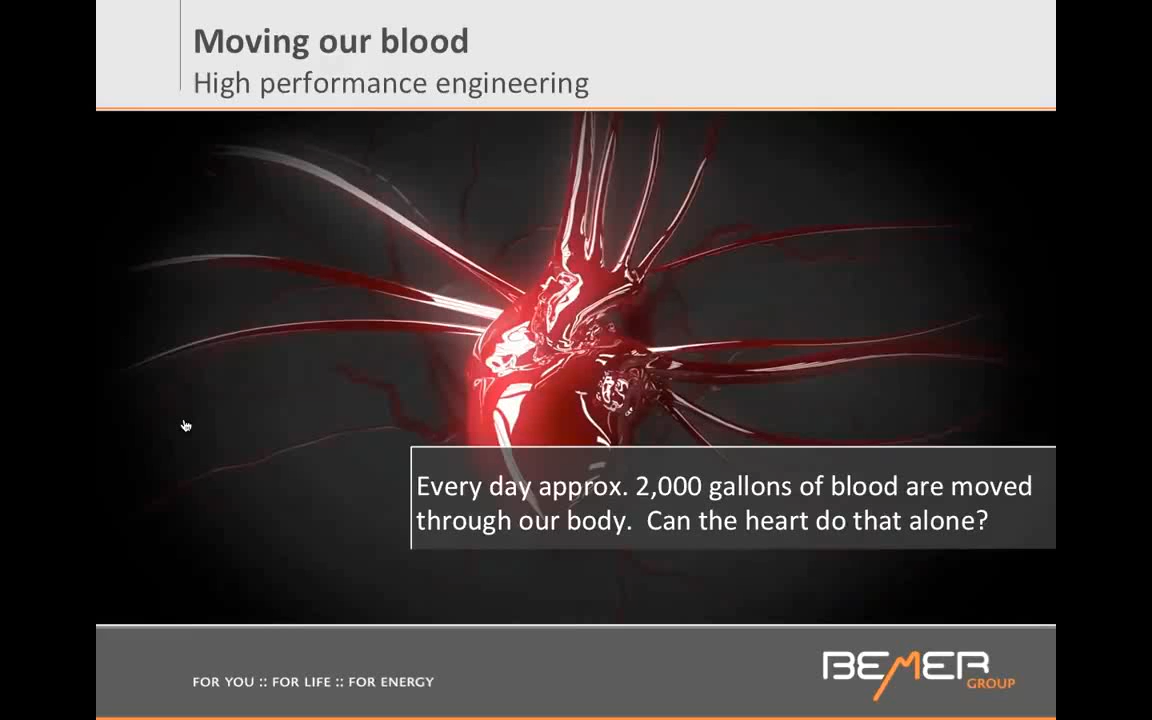 Moving our blood
High performance engineering
Every day approx. 2,000 gallons of blood are moved
through our body.  Can the heart do that alone?
FOR YOU :: FOR LIFE :: FOR ENERGY
BEMER
GROUP